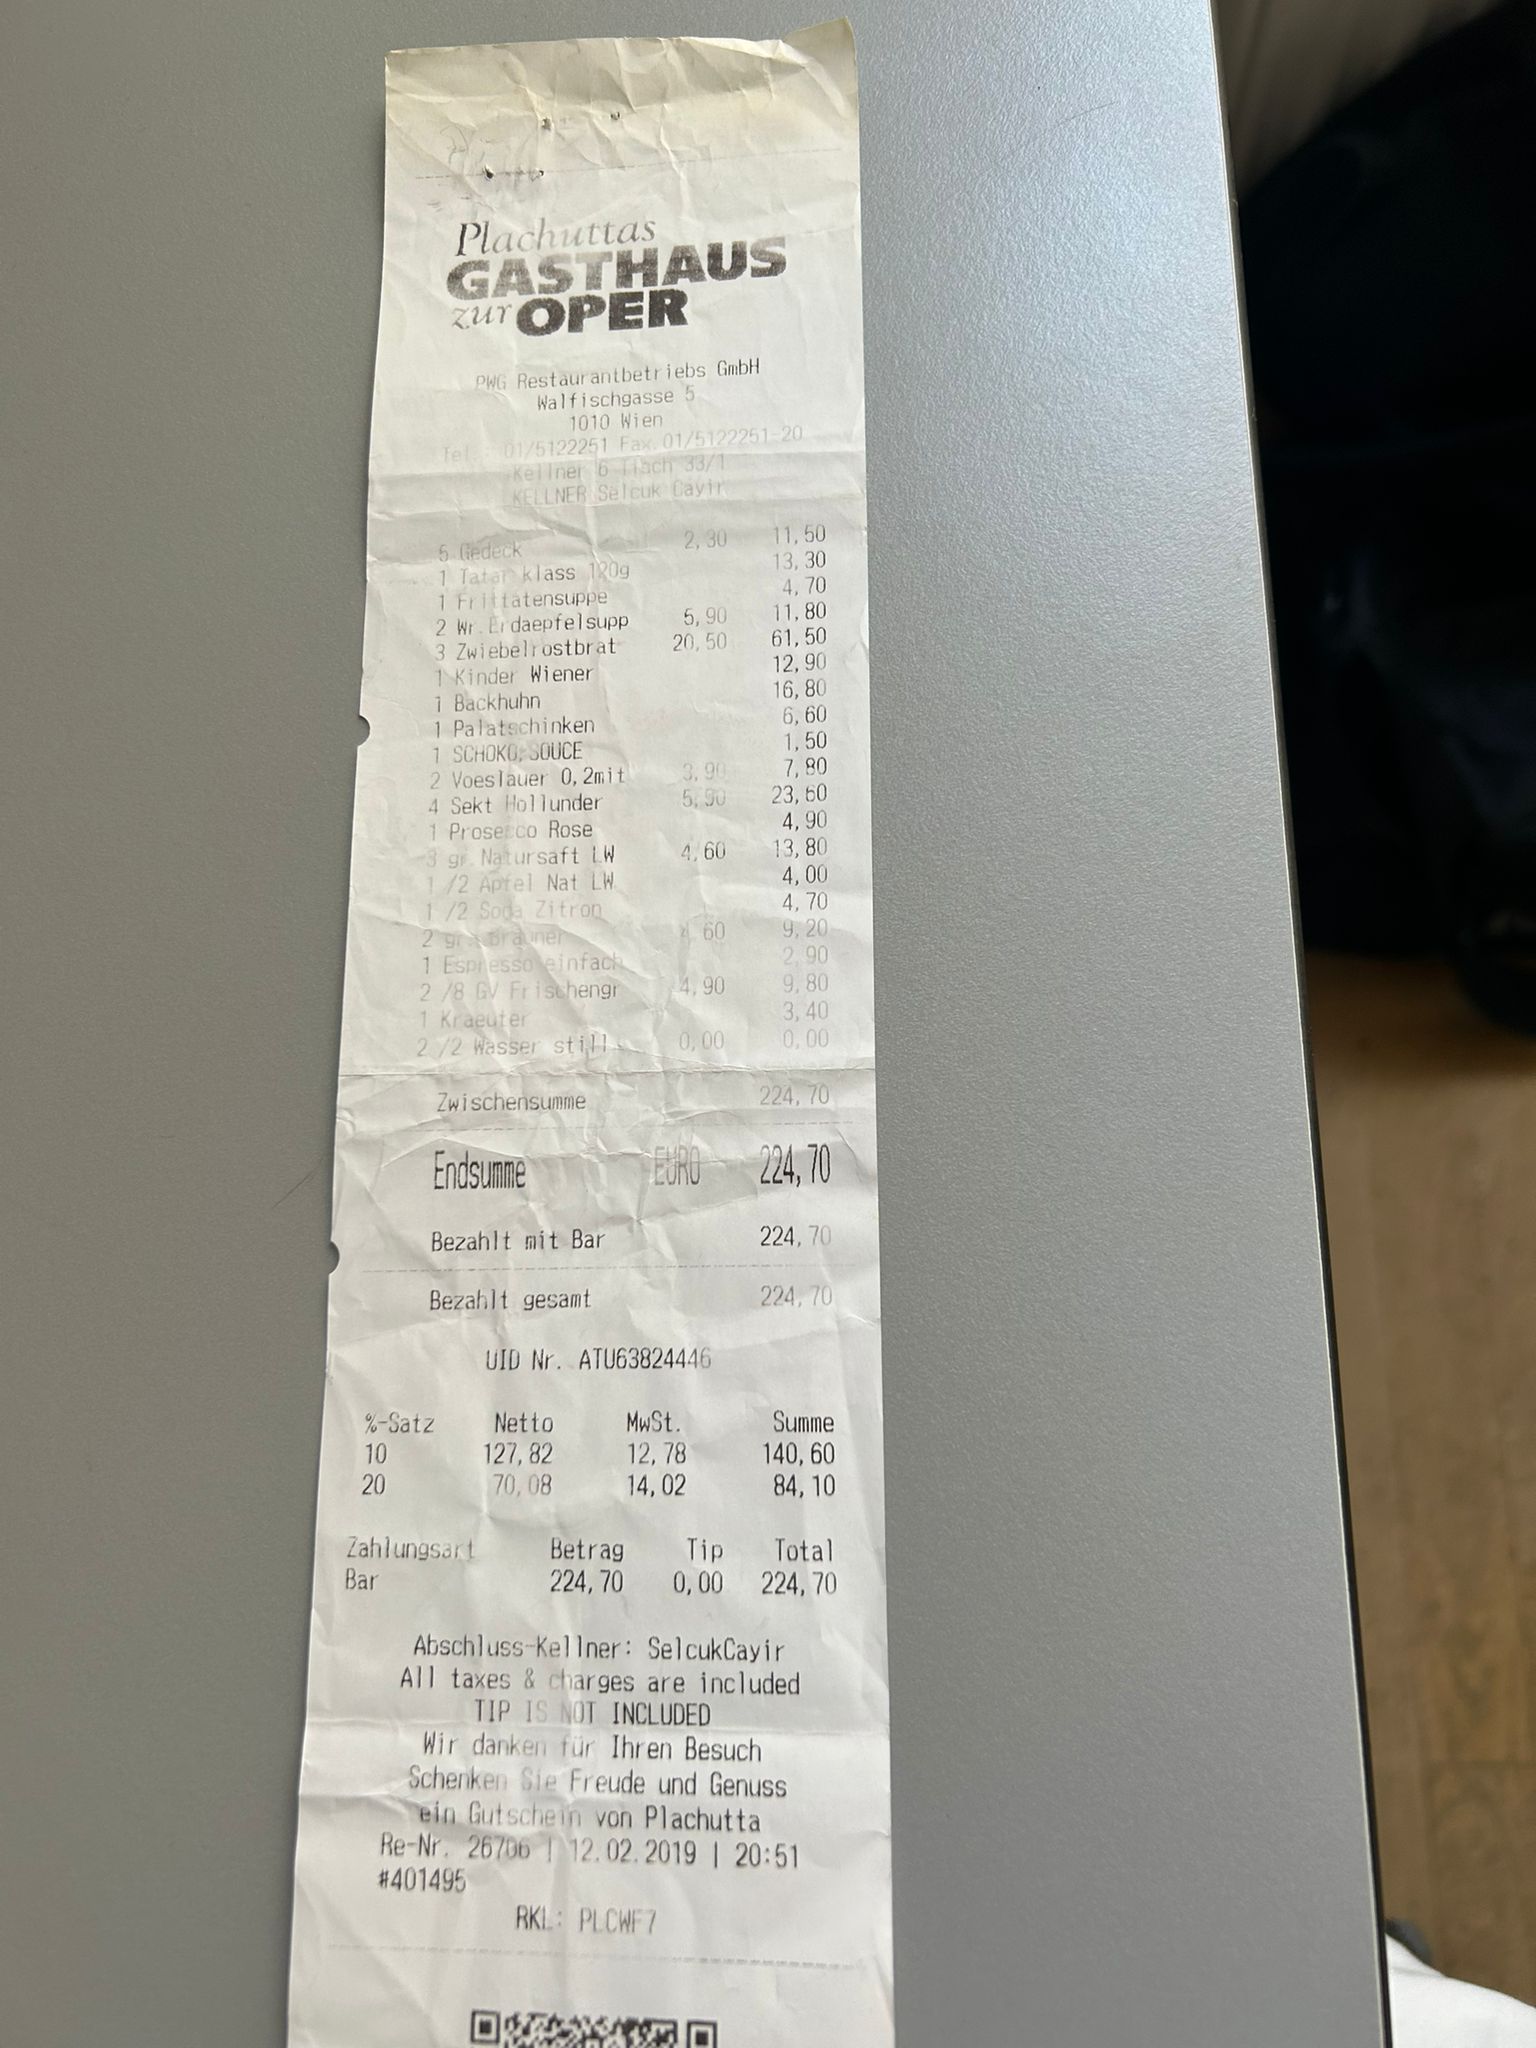 Plachuttas
GASTHAUS
zur OPER
PWG Restaurantbetriebs GmbH
Walfischgasse 5
1010 Wien
Tel.: 01/5122251 Fax.01/5122251-20
Kellner 6 Tisch 33/1
KELLNER Selcuk Cayir
5 Gedeck 2,30 11,50
1 Tatar klass 120g 13,30
1 Frittatensuppe 4,70
2 Wr.Erdaepfelsupp 5,90 11,80
3 Zwiebelrostbrat 20,50 61,50
1 Kinder Wiener 12,90
1 Backhuhn 16,80
1 Palatschinken 6,60
1 SCHOKO, SOUCE 1,50
2 Voeslauer 0,2mit 3,90 7,80
4 Sekt Hollunder 5,90 23,60
1 Prosecco Rose 4,90
3 gr. Natursaft LW 4,60 13,80
1 /2 Apfel Nat LW 4,00
1 /2 Soda Zitron 4,70
2 gr. Brauner 4,60 9,20
1 Espresso einfach 2,90
2 /8 GV Frischengr 4,90 9,80
1 Kraeuter 3,40
2 /2 Wasser still 0,00 0,00
Zwischensumme 224,70
Endsumme EURO 224,70
Bezahlt mit Bar 224,70
Bezahlt gesamt 224,70
UID Nr. ATU63824446
%-Satz Netto MwSt. Summe
10 127,82 12,78 140,60
20 70,08 14,02 84,10
Zahlungsart Betrag Tip Total
Bar 224,70 0,00 224,70
Abschluss-Kellner: SelcukCayir
All taxes & charges are included
TIP IS NOT INCLUDED
Wir danken für Ihren Besuch
Schenken Sie Freude und Genuss
ein Gutschein von Plachutta
Re-Nr. 26706 | 12.02.2019 | 20:51
#401495
RKL: PLCWF7